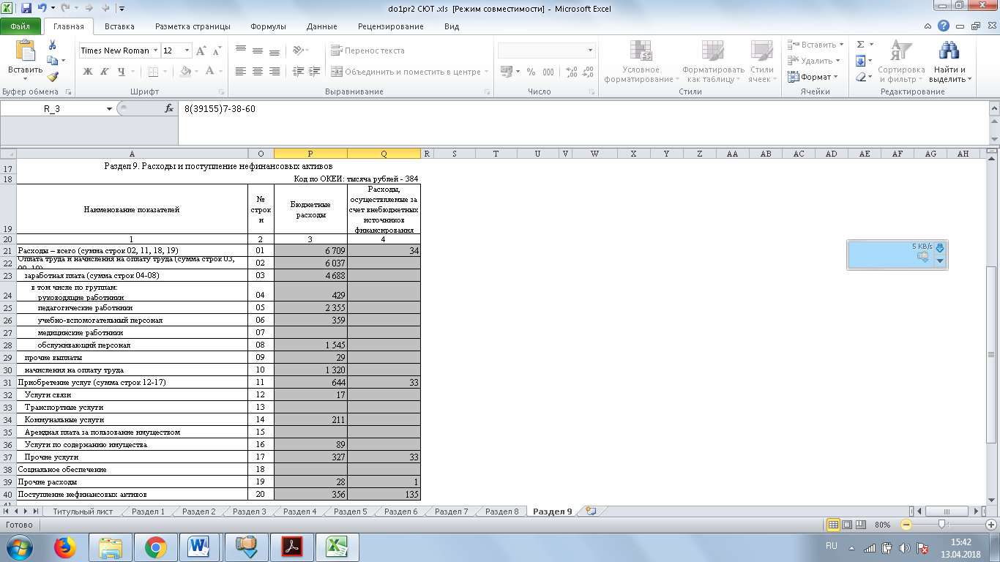 do1pr2 СЮТ .xls [Режим совместимости] - Microsoft Excel
Файл Главная Вставка Разметка страницы Формулы Данные Рецензирование Вид
Вставить
Буфер обмена
Times New Roman 12
Ж К Ч
Шрифт
Перенос текста
Объединить и поместить в центре
Выравнивание
% 000
Число
Условное форматирование
Форматировать как таблицу
Стили ячеек
Стили
Вставить
Удалить
Формат
Ячейки
Сортировка и фильтр
Найти и выделить
Редактирование
R_3 fx 8(39155)7-38-60
A O P Q R S T U V W X Y Z AA AB AC AD AE AF AG AH
17 Раздел 9. Расходы и поступление нефинансовых активов
18 Код по ОКЕИ: тысяча рублей - 384
19 Наименование показателей № строки Бюджетные расходы Расходы, осуществляемые за счет внебюджетных источников финансирования
20 1 2 3 4
21 Расходы – всего (сумма строк 02, 11, 18, 19) 01 6 709 34
22 Оплата труда и начисления на оплату труда (сумма строк 03, 09, 10) 02 6 037
23 заработная плата (сумма строк 04-08) 03 4 688
24 в том числе по группам:
руководящие работники 04 429
25 педагогические работники 05 2 355
26 учебно-вспомогательный персонал 06 359
27 медицинские работники 07
28 обслуживающий персонал 08 1 545
29 прочие выплаты 09 29
30 начисления на оплату труда 10 1 320
31 Приобретение услуг (сумма строк 12-17) 11 644 33
32 Услуги связи 12 17
33 Транспортные услуги 13
34 Коммунальные услуги 14 211
35 Арендная плата за пользование имуществом 15
36 Услуги по содержанию имущества 16 89
37 Прочие услуги 17 327 33
38 Социальное обеспечение 18
39 Прочие расходы 19 28 1
40 Поступление нефинансовых активов 20 356 135
41
5 KB/s
Титульный лист Раздел 1 Раздел 2 Раздел 3 Раздел 4 Раздел 5 Раздел 6 Раздел 7 Раздел 8 Раздел 9
Готово 80%
RU 15:42
13.04.2018